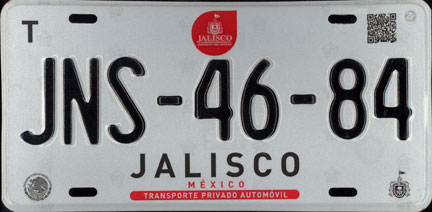 T
JALISCO
JNS-46-84
JALISCO
MÉXICO
TRANSPORTE PRIVADO AUTOMÓVIL